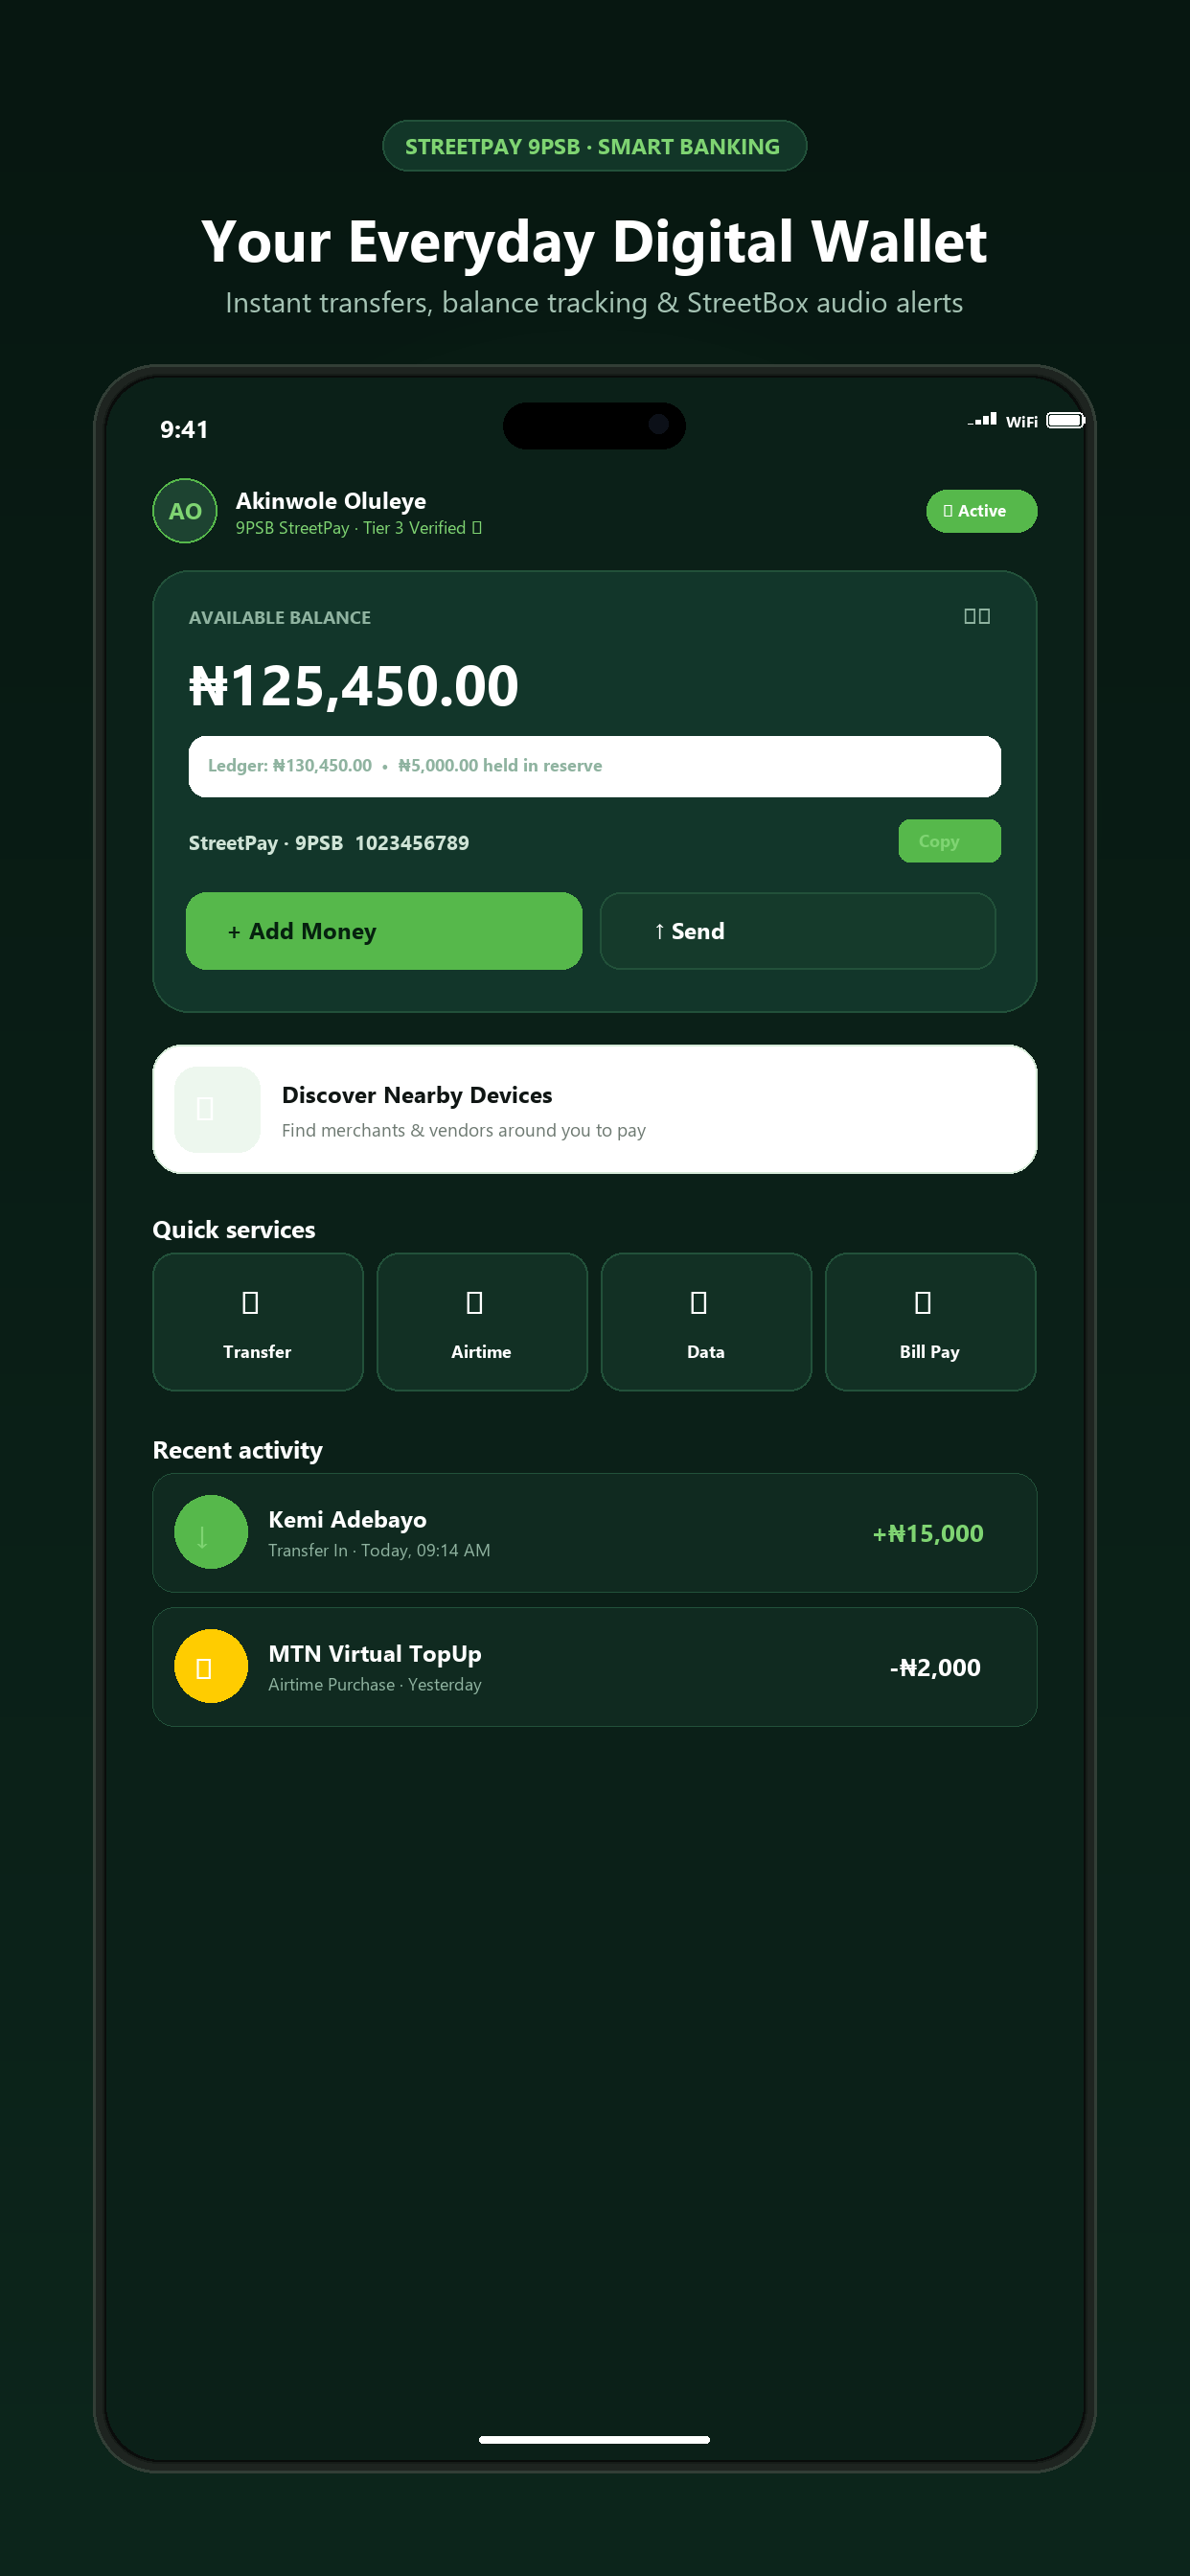 STREETPAY 9PSB · SMART BANKING
Your Everyday Digital Wallet
Instant transfers, balance tracking & StreetBox audio alerts
9:41
WiFi
AO
Akinwole Oluleye
9PSB StreetPay · Tier 3 Verified
Active
AVAILABLE BALANCE
₦125,450.00
Ledger: ₦130,450.00 • ₦5,000.00 held in reserve
StreetPay · 9PSB 1023456789
Copy
+ Add Money
↑ Send
Discover Nearby Devices
Find merchants & vendors around you to pay
Quick services
Transfer
Airtime
Data
Bill Pay
Recent activity
↓
Kemi Adebayo
Transfer In · Today, 09:14 AM
+₦15,000
MTN Virtual TopUp
Airtime Purchase · Yesterday
-₦2,000